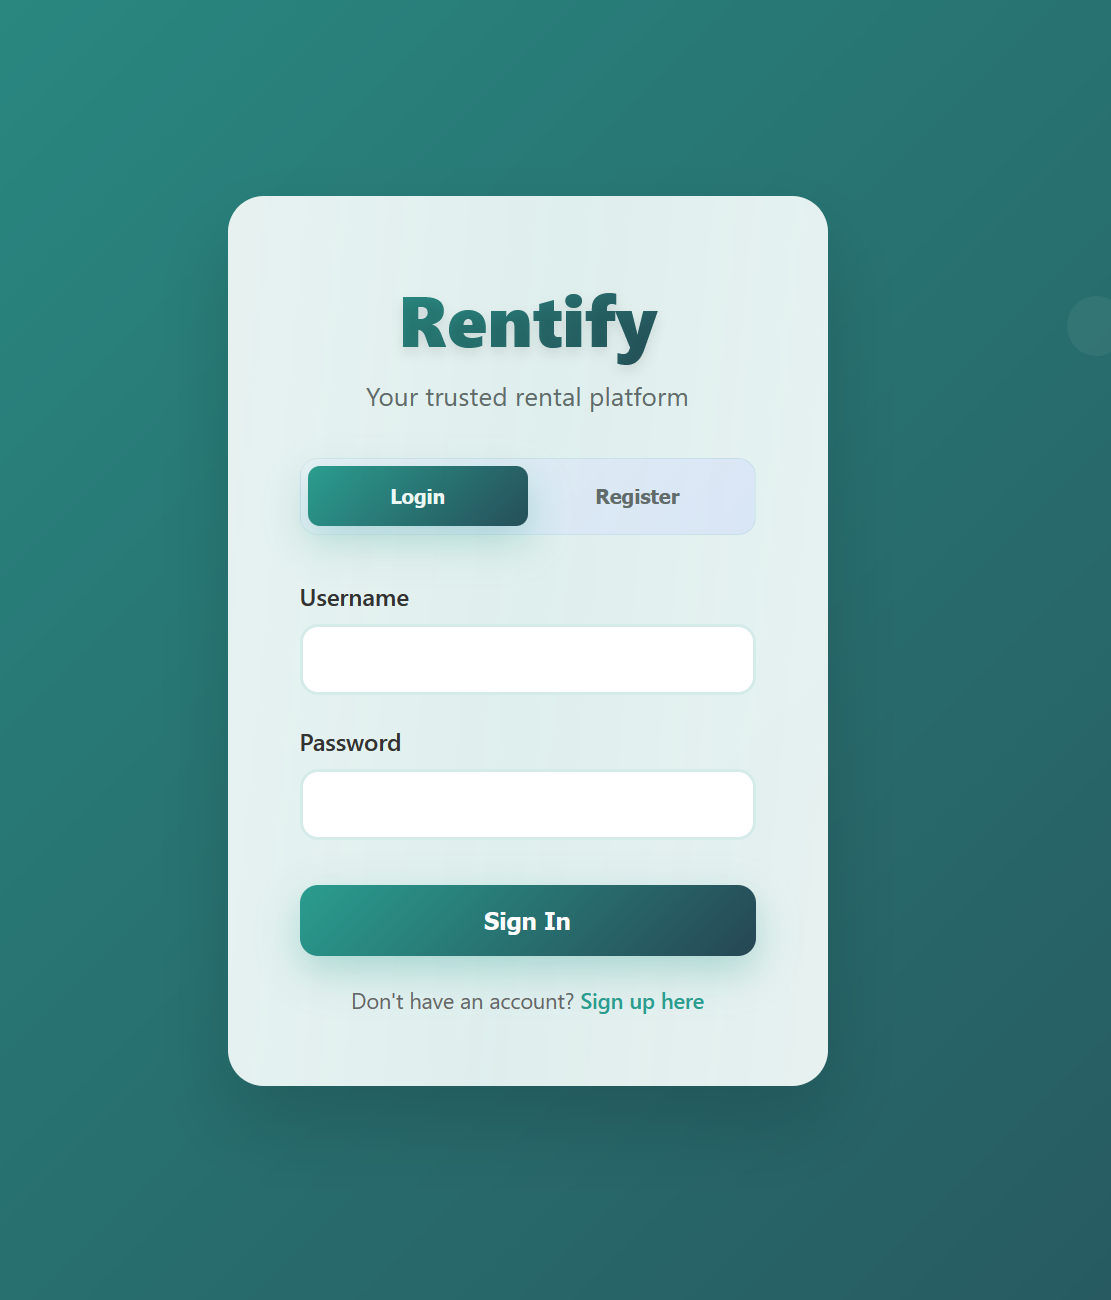 Rentify
Your trusted rental platform
Login Register
Username
Password
Sign In
Don't have an account? Sign up here